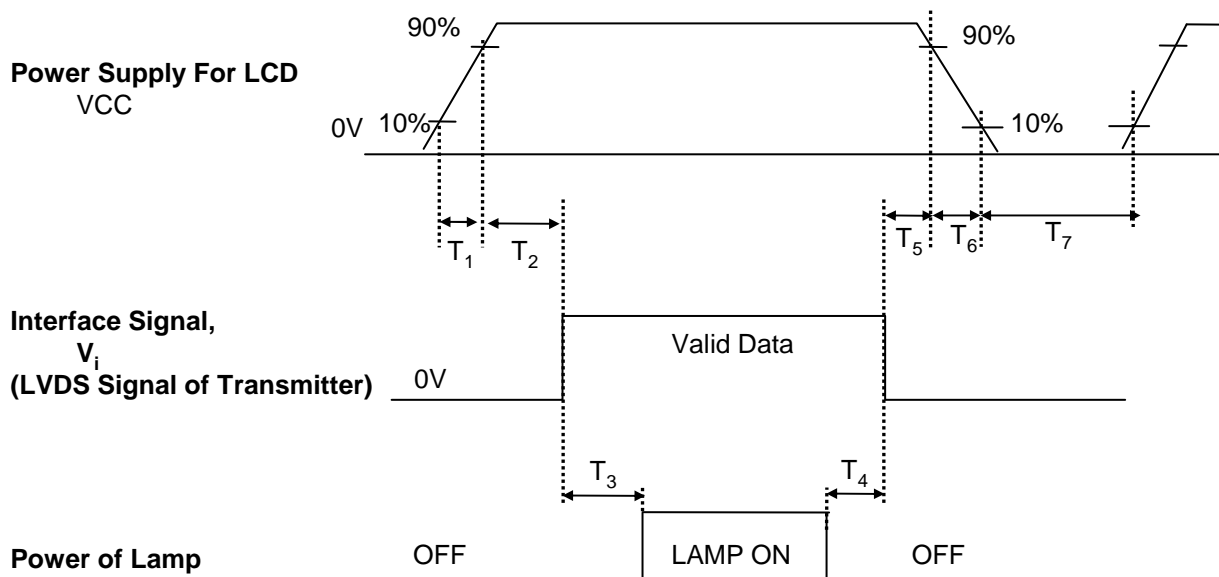 90%
90%
Power Supply For LCD
VCC
0V
10%
10%
T1
T2
T5
T6
T7
Interface Signal,
Vi
(LVDS Signal of Transmitter)
0V
Valid Data
T3
T4
Power of Lamp
OFF
LAMP ON
OFF